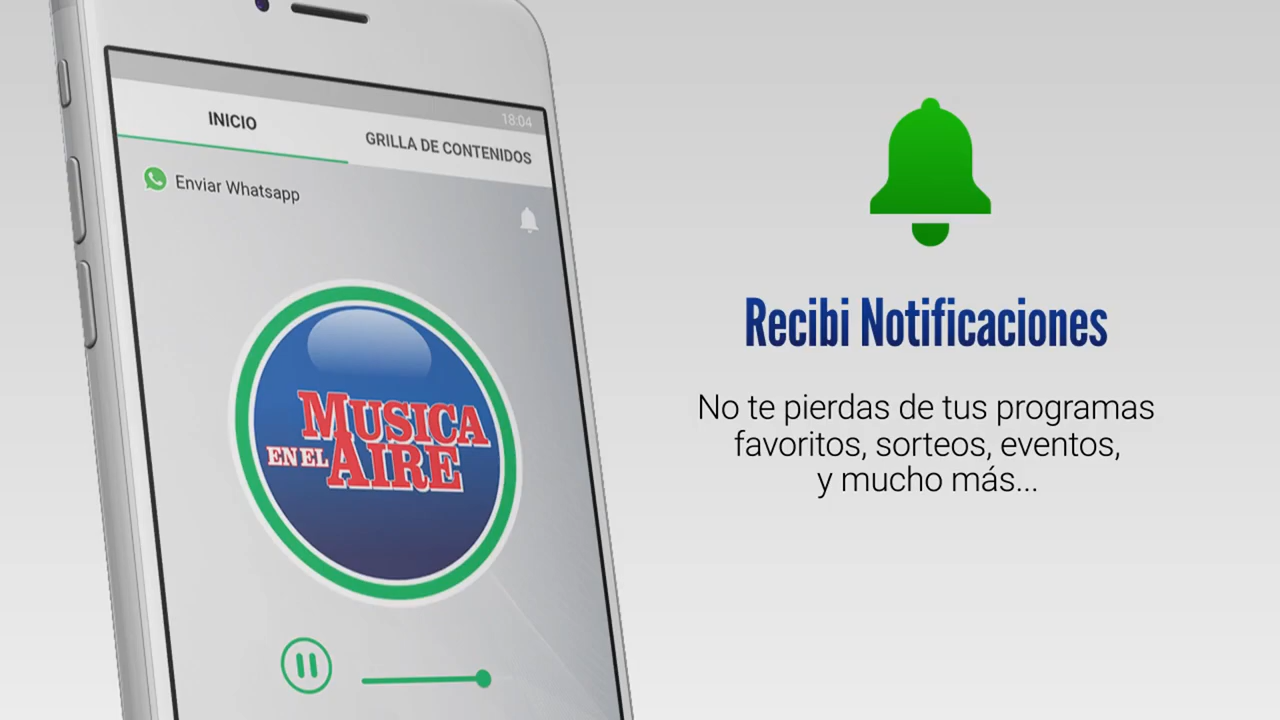 18:04
INICIO
GRILLA DE CONTENIDOS
Enviar Whatsapp
MUSICA
EN EL AIRE
Recibi Notificaciones
No te pierdas de tus programas
favoritos, sorteos, eventos,
y mucho más...